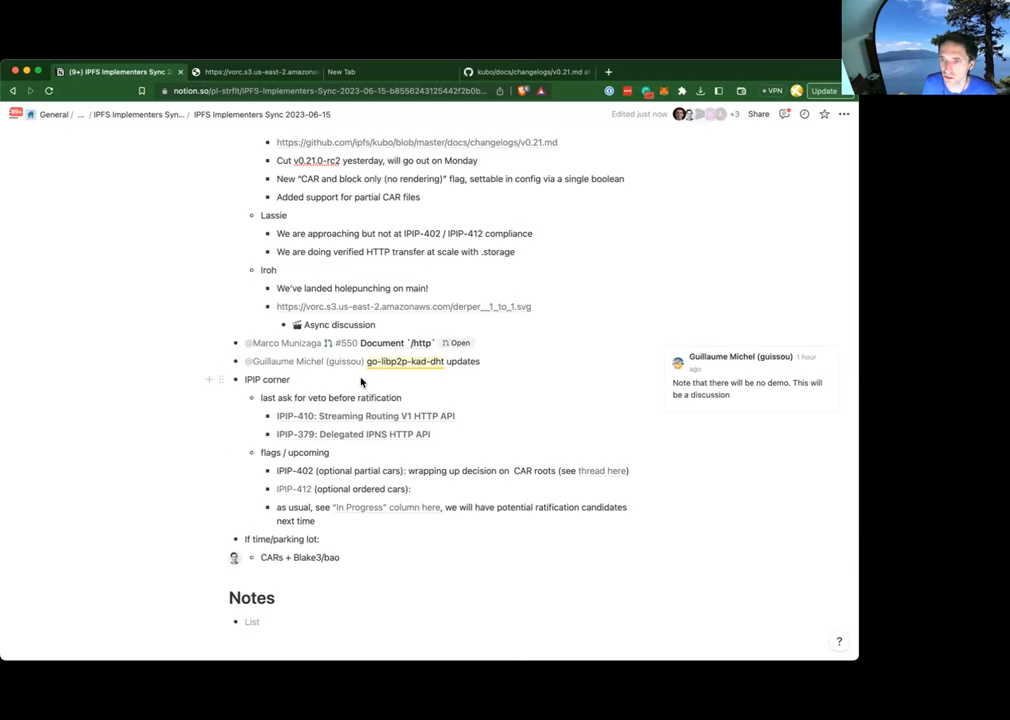 (9+) IPFS Implementers Sync
https://vorc.s3.us-east-2.amazona
New Tab
kubo/docs/changelogs/v0.21.md at
notion.so/pl-strflt/IPFS-Implementers-Sync-2023-06-15-b8556243125442f2b0b...
VPN
Update
99+
General / ... / IPFS Implementers Syn... / IPFS Implementers Sync 2023-06-15
Edited just now
+3
Share
https://github.com/ipfs/kubo/blob/master/docs/changelogs/v0.21.md
Cut v0.21.0-rc2 yesterday, will go out on Monday
New “CAR and block only (no rendering)” flag, settable in config via a single boolean
Added support for partial CAR files
Lassie
We are approaching but not at IPIP-402 / IPIP-412 compliance
We are doing verified HTTP transfer at scale with .storage
Iroh
We've landed holepunching on main!
https://vorc.s3.us-east-2.amazonaws.com/derper__1_to_1.svg
🎬 Async discussion
@Marco Munizaga #550 Document `/http` Open
@Guillaume Michel (guissou) go-libp2p-kad-dht updates
Guillaume Michel (guissou) 1 hour
ago
Note that there will be no demo. This will
be a discussion
IPIP corner
last ask for veto before ratification
IPIP-410: Streaming Routing V1 HTTP API
IPIP-379: Delegated IPNS HTTP API
flags / upcoming
IPIP-402 (optional partial cars): wrapping up decision on CAR roots (see thread here)
IPIP-412 (optional ordered cars):
as usual, see “In Progress” column here, we will have potential ratification candidates
next time
If time/parking lot:
CARs + Blake3/bao
Notes
List
?